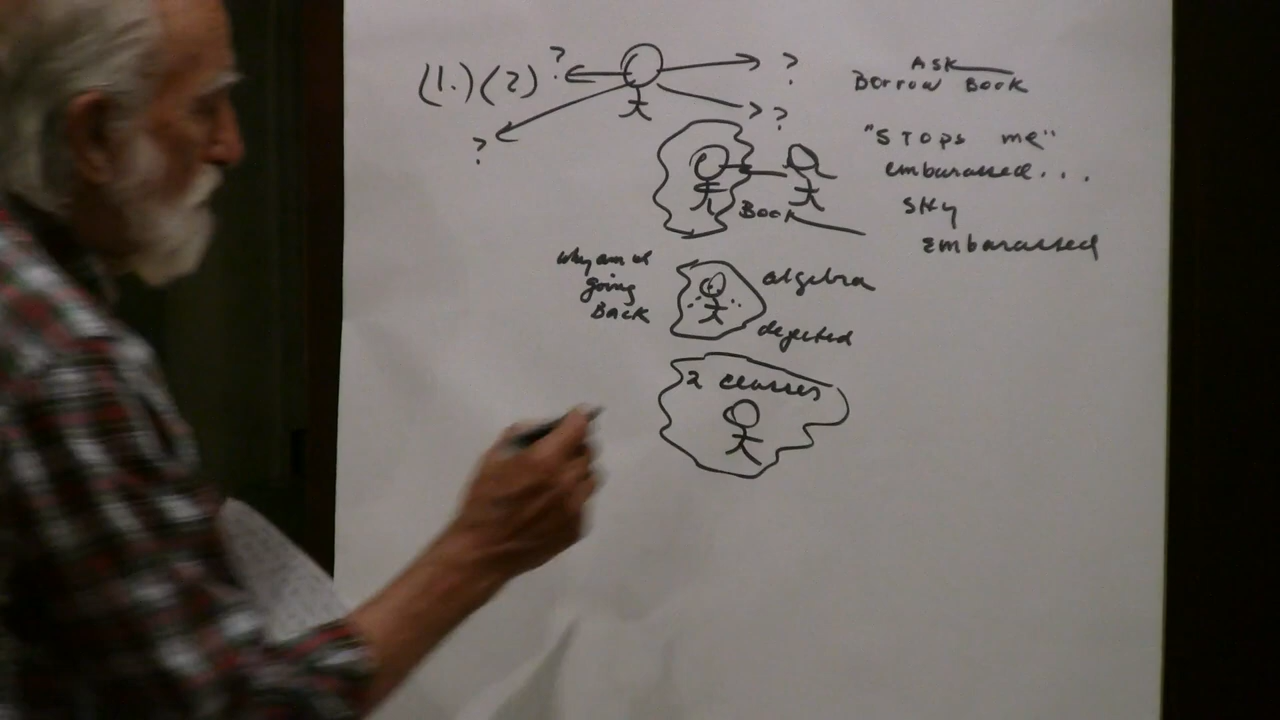 (1.) (2) ?
?
?
?
Ask
Borrow Book
"Stops me"
embarassed...
Shy
Embarassed
Book
why am I
going
Back
algebra
dejected
2 classes